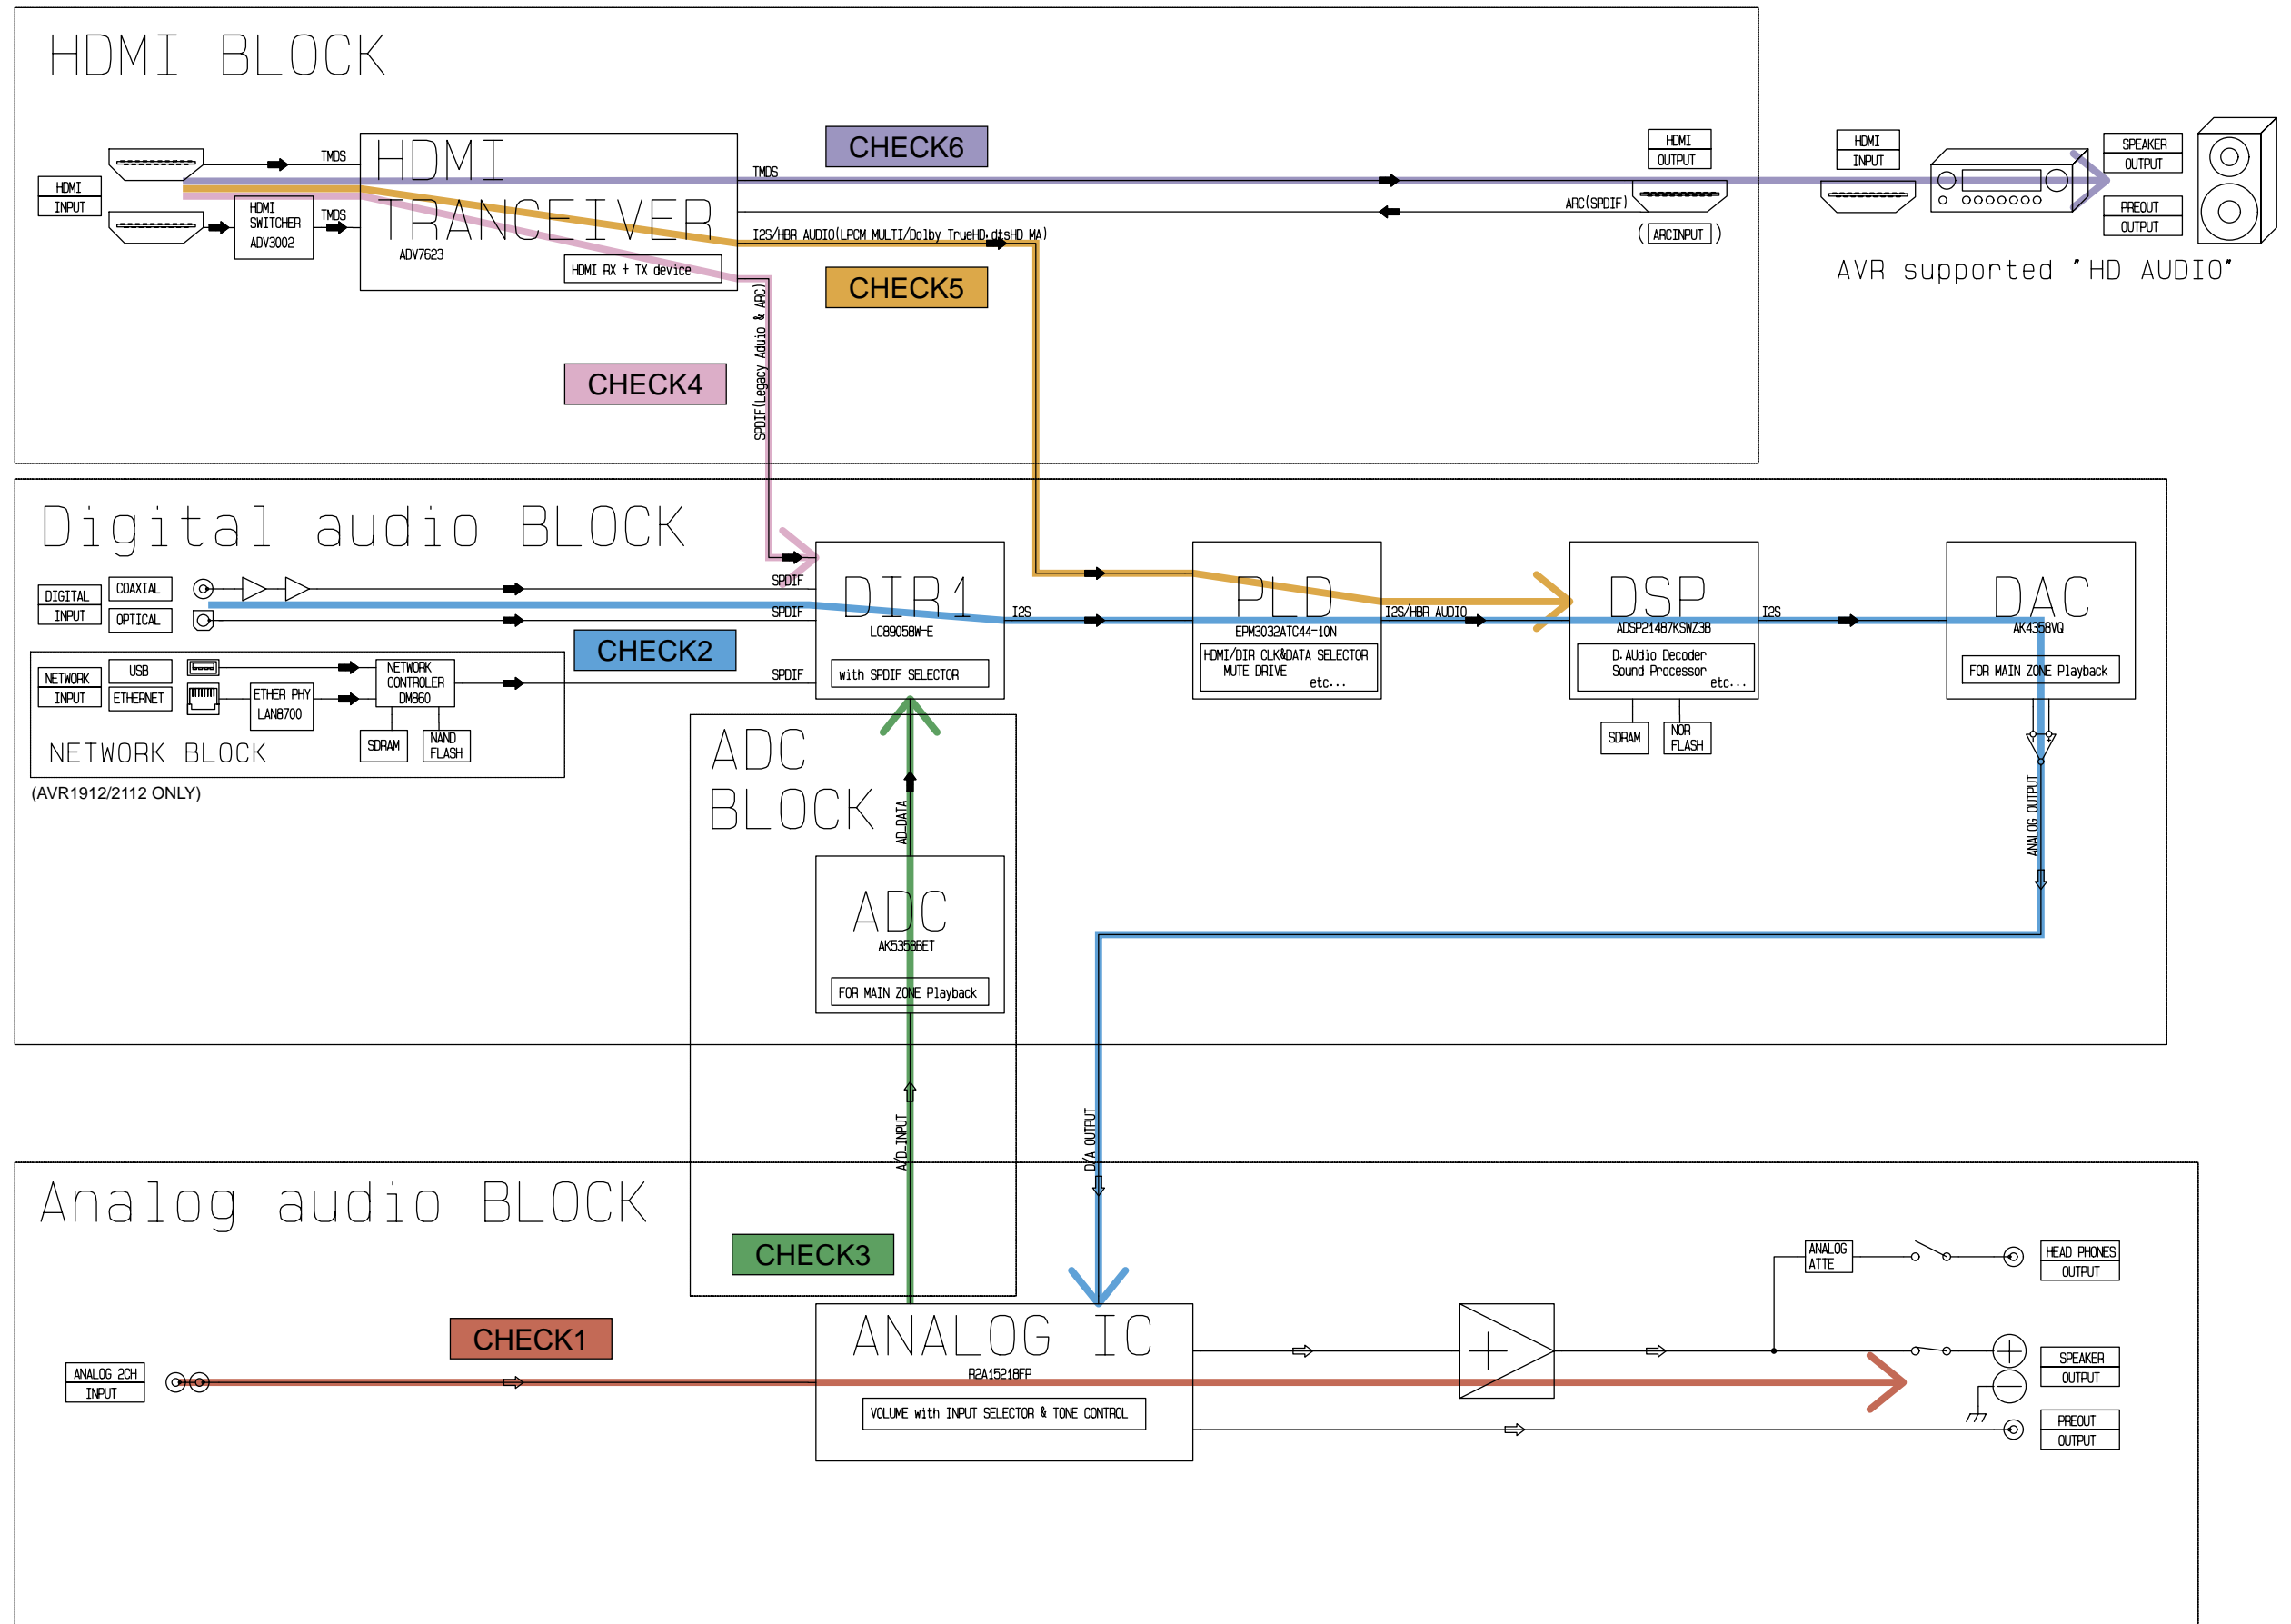 HDMI BLOCK
HDMI
INPUT
TMDS
HDMI
SWITCHER
ADV3002
TMDS
HDMI
TRANCEIVER
ADV7623
HDMI RX + TX device
CHECK6
TMDS
ARC(SPDIF)
I2S/HBR AUDIO(LPCM MULTI/Dolby TrueHD.dtsHD MA)
CHECK5
HDMI
OUTPUT
(ARCINPUT)
HDMI
INPUT
SPEAKER
OUTPUT
PREOUT
OUTPUT
AVR supported "HD AUDIO"
CHECK4
SPDIF(Legacy Aduio & ARC)
Digital audio BLOCK
DIGITAL
INPUT
COAXIAL
OPTICAL
SPDIF
SPDIF
SPDIF
CHECK2
NETWORK
INPUT
USB
ETHERNET
ETHER PHY
LAN8700
NETWORK
CONTROLER
DM860
SDRAM
NAND
FLASH
NETWORK BLOCK
(AVR1912/2112 ONLY)
DIR1
LC89058W-E
with SPDIF SELECTOR
I2S
PLD
EPM3032ATC44-10N
HDMI/DIR CLK&DATA SELECTOR
MUTE DRIVE
etc...
I2S/HBR AUDIO
DSP
ADSP21487KSWZ3B
D.AUdio Decoder
Sound Processor
etc...
SDRAM
NOR
FLASH
I2S
DAC
AK4358VQ
FOR MAIN ZONE Playback
ANALOG OUTPUT
ADC
BLOCK
AD_DATA
ADC
AK5358BET
FOR MAIN ZONE Playback
A/D_INPUT
D/A OUTPUT
Analog audio BLOCK
CHECK3
CHECK1
ANALOG 2CH
INPUT
ANALOG IC
R2A15218FP
VOLUME with INPUT SELECTOR & TONE CONTROL
ANALOG
ATTE
HEAD PHONES
OUTPUT
SPEAKER
OUTPUT
PREOUT
OUTPUT